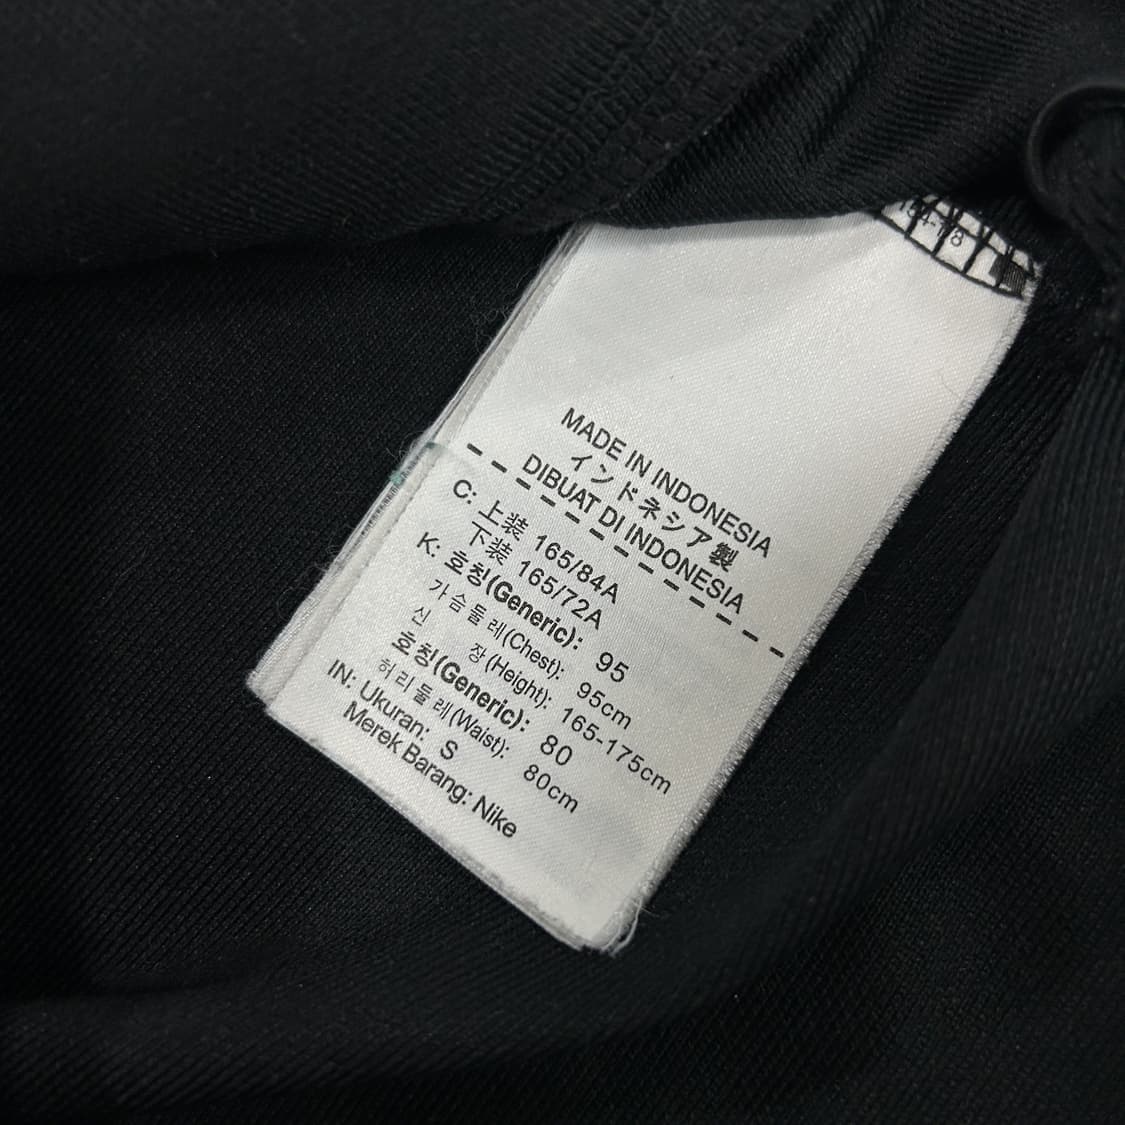 MADE IN INDONESIA
インドネシア製
DIBUAT DI INDONESIA
C: 上装 165/84A
下装 165/72A
K: 호칭(Generic): 95
가슴둘레(Chest): 95cm
신 장(Height): 165-175cm
호칭(Generic): 80
허리둘레(Waist): 80cm
IN: Ukuran: S
Merek Barang: Nike